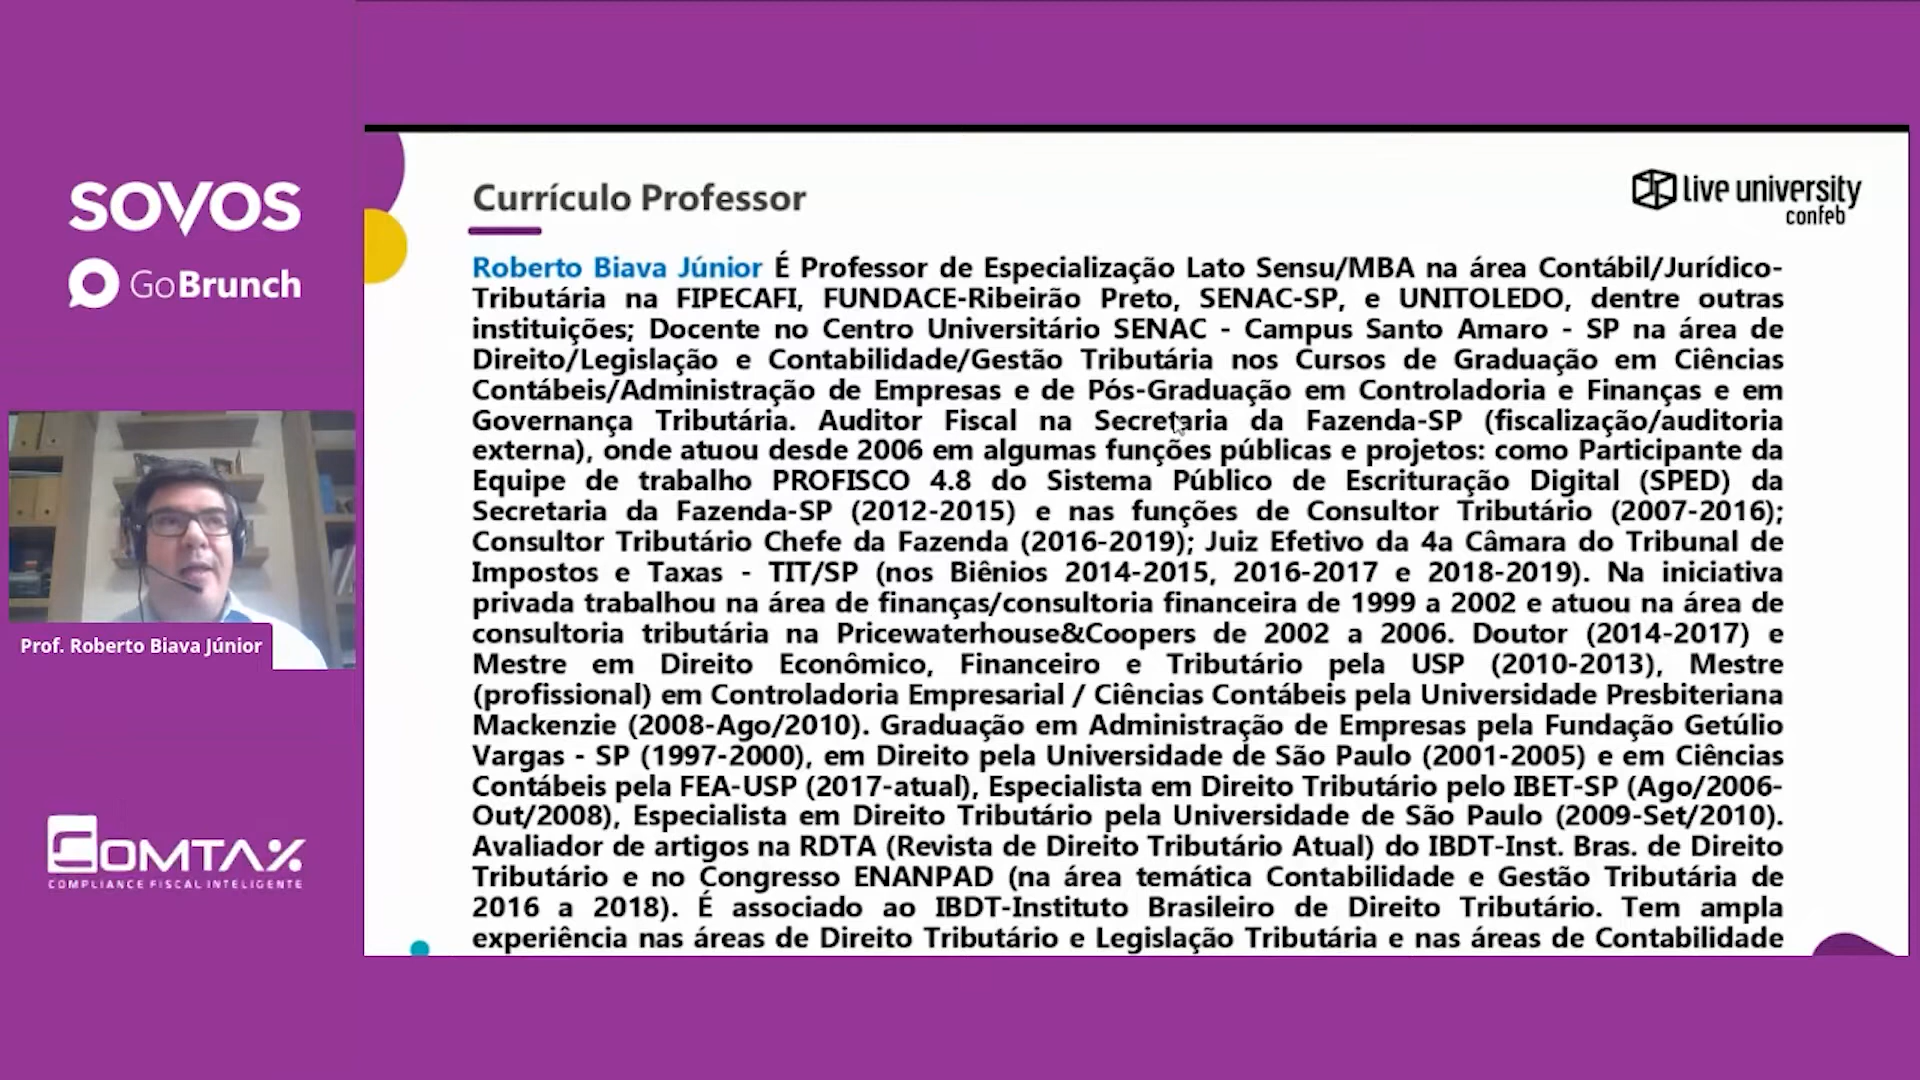 SOVOS
GoBrunch
Prof. Roberto Biava Júnior
COMTAX
COMPLIANCE FISCAL INTELIGENTE
Currículo Professor
live university
confeb
Roberto Biava Júnior É Professor de Especialização Lato Sensu/MBA na área Contábil/Jurídico-
Tributária na FIPECAFI, FUNDACE-Ribeirão Preto, SENAC-SP, e UNITOLEDO, dentre outras
instituições; Docente no Centro Universitário SENAC - Campus Santo Amaro - SP na área de
Direito/Legislação e Contabilidade/Gestão Tributária nos Cursos de Graduação em Ciências
Contábeis/Administração de Empresas e de Pós-Graduação em Controladoria e Finanças e em
Governança Tributária. Auditor Fiscal na Secretaria da Fazenda-SP (fiscalização/auditoria
externa), onde atuou desde 2006 em algumas funções públicas e projetos: como Participante da
Equipe de trabalho PROFISCO 4.8 do Sistema Público de Escrituração Digital (SPED) da
Secretaria da Fazenda-SP (2012-2015) e nas funções de Consultor Tributário (2007-2016);
Consultor Tributário Chefe da Fazenda (2016-2019); Juiz Efetivo da 4a Câmara do Tribunal de
Impostos e Taxas - TIT/SP (nos Biênios 2014-2015, 2016-2017 e 2018-2019). Na iniciativa
privada trabalhou na área de finanças/consultoria financeira de 1999 a 2002 e atuou na área de
consultoria tributária na Pricewaterhouse&Coopers de 2002 a 2006. Doutor (2014-2017) e
Mestre em Direito Econômico, Financeiro e Tributário pela USP (2010-2013), Mestre
(profissional) em Controladoria Empresarial / Ciências Contábeis pela Universidade Presbiteriana
Mackenzie (2008-Ago/2010). Graduação em Administração de Empresas pela Fundação Getúlio
Vargas - SP (1997-2000), em Direito pela Universidade de São Paulo (2001-2005) e em Ciências
Contábeis pela FEA-USP (2017-atual), Especialista em Direito Tributário pelo IBET-SP (Ago/2006-
Out/2008), Especialista em Direito Tributário pela Universidade de São Paulo (2009-Set/2010).
Avaliador de artigos na RDTA (Revista de Direito Tributário Atual) do IBDT-Inst. Bras. de Direito
Tributário e no Congresso ENANPAD (na área temática Contabilidade e Gestão Tributária de
2016 a 2018). É associado ao IBDT-Instituto Brasileiro de Direito Tributário. Tem ampla
experiência nas áreas de Direito Tributário e Legislação Tributária e nas áreas de Contabilidade